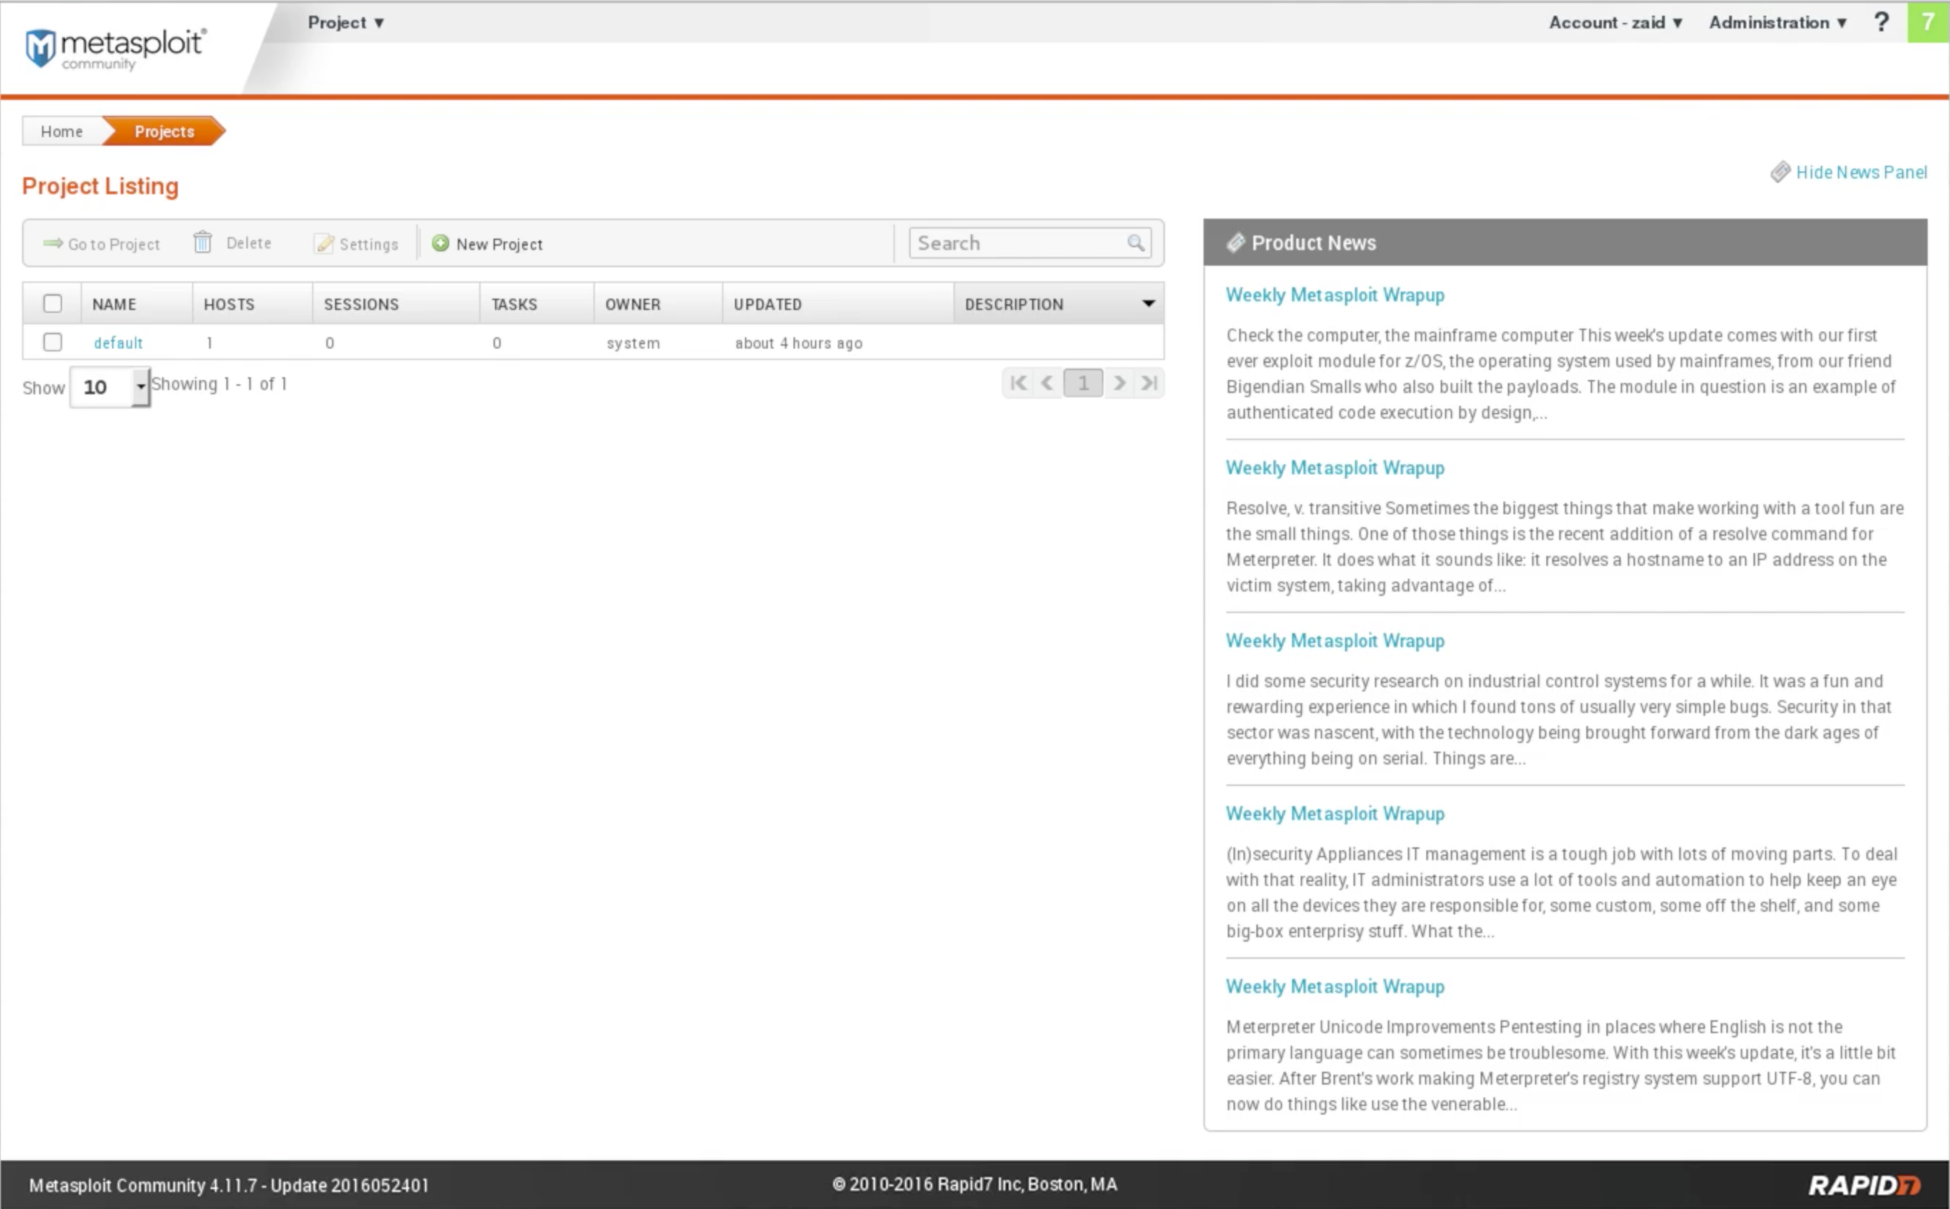 metasploit®
community
Project ▼
Account - zaid ▼
Administration ▼
?
7
Home
Projects
Project Listing
Hide News Panel
Go to Project
Delete
Settings
New Project
Search
NAME HOSTS SESSIONS TASKS OWNER UPDATED DESCRIPTION
default 1 0 0 system about 4 hours ago
Show 10 Showing 1 - 1 of 1
1
Product News
Weekly Metasploit Wrapup
Check the computer, the mainframe computer This week's update comes with our first
ever exploit module for z/OS, the operating system used by mainframes, from our friend
Bigendian Smalls who also built the payloads. The module in question is an example of
authenticated code execution by design,...
Weekly Metasploit Wrapup
Resolve, v. transitive Sometimes the biggest things that make working with a tool fun are
the small things. One of those things is the recent addition of a resolve command for
Meterpreter. It does what it sounds like: it resolves a hostname to an IP address on the
victim system, taking advantage of...
Weekly Metasploit Wrapup
I did some security research on industrial control systems for a while. It was a fun and
rewarding experience in which I found tons of usually very simple bugs. Security in that
sector was nascent, with the technology being brought forward from the dark ages of
everything being on serial. Things are...
Weekly Metasploit Wrapup
(In)security Appliances IT management is a tough job with lots of moving parts. To deal
with that reality, IT administrators use a lot of tools and automation to help keep an eye
on all the devices they are responsible for, some custom, some off the shelf, and some
big-box enterprisy stuff. What the...
Weekly Metasploit Wrapup
Meterpreter Unicode Improvements Pentesting in places where English is not the
primary language can sometimes be troublesome. With this week's update, it's a little bit
easier. After Brent's work making Meterpreter's registry system support UTF-8, you can
now do things like use the venerable...
Metasploit Community 4.11.7 - Update 2016052401
© 2010-2016 Rapid7 Inc, Boston, MA
RAPID7